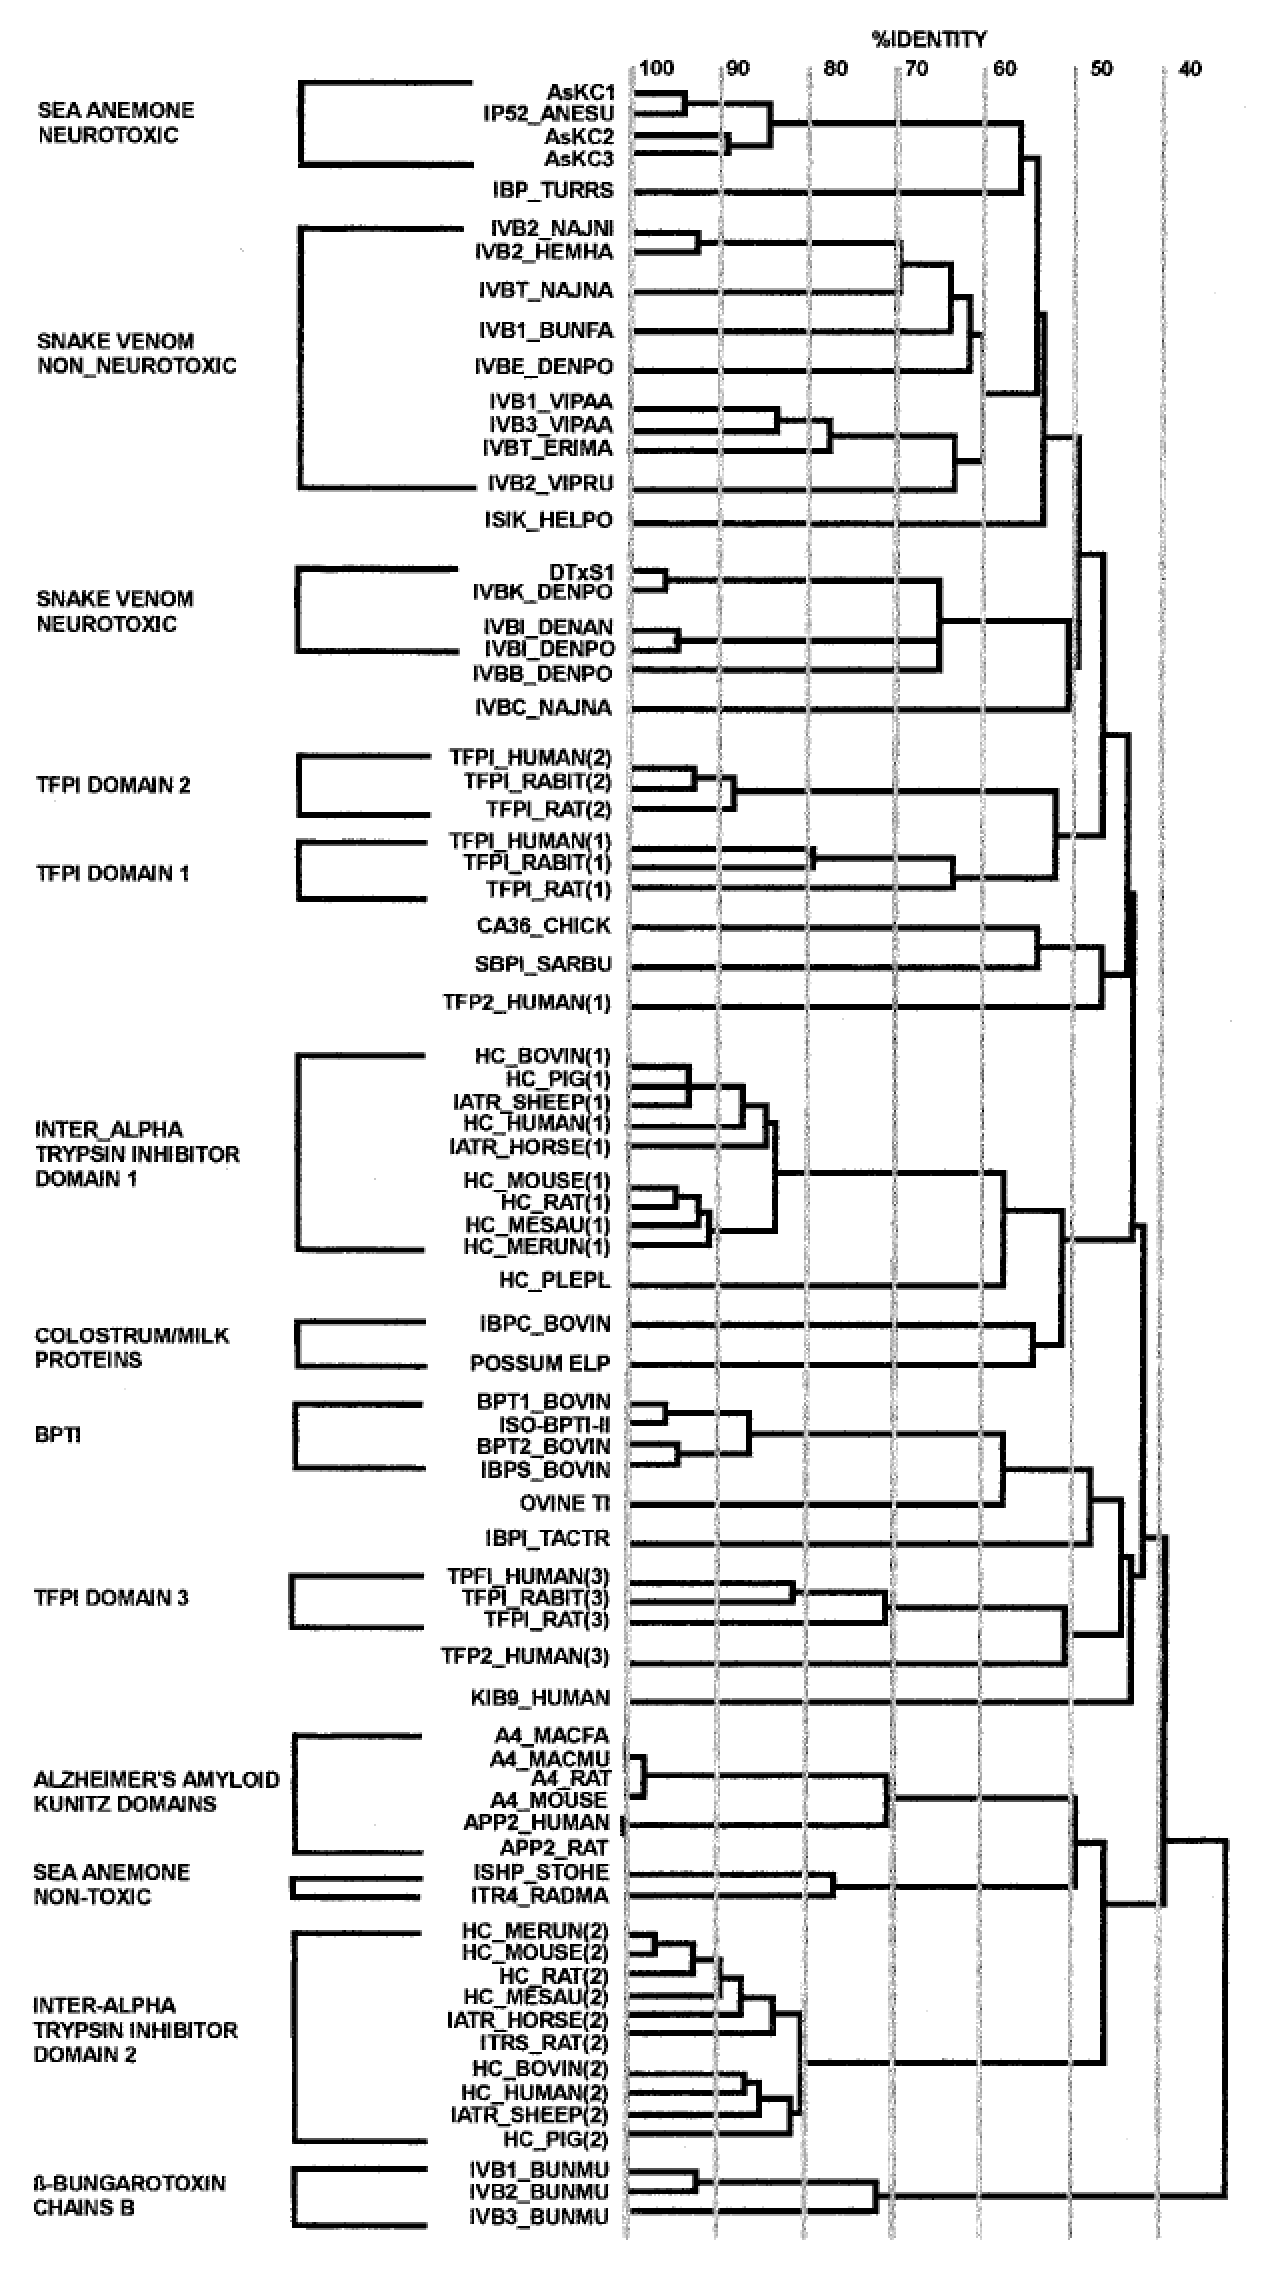 %IDENTITY
100 90 80 70 60 50 40
SEA ANEMONE
NEUROTOXIC
AsKC1
IP52_ANESU
AsKC2
AsKC3
IBP_TURRS
SNAKE VENOM
NON_NEUROTOXIC
IVB2_NAJNI
IVB2_HEMHA
IVBT_NAJNA
IVB1_BUNFA
IVBE_DENPO
IVB1_VIPAA
IVB3_VIPAA
IVBT_ERIMA
IVB2_VIPRU
ISIK_HELPO
SNAKE VENOM
NEUROTOXIC
DTxS1
IVBK_DENPO
IVBI_DENAN
IVBI_DENPO
IVBB_DENPO
IVBC_NAJNA
TFPI DOMAIN 2
TFPI_HUMAN(2)
TFPI_RABIT(2)
TFPI_RAT(2)
TFPI DOMAIN 1
TFPI_HUMAN(1)
TFPI_RABIT(1)
TFPI_RAT(1)
CA36_CHICK
SBPI_SARBU
TFP2_HUMAN(1)
INTER_ALPHA
TRYPSIN INHIBITOR
DOMAIN 1
HC_BOVIN(1)
HC_PIG(1)
IATR_SHEEP(1)
HC_HUMAN(1)
IATR_HORSE(1)
HC_MOUSE(1)
HC_RAT(1)
HC_MESAU(1)
HC_MERUN(1)
HC_PLEPL
COLOSTRUM/MILK
PROTEINS
IBPC_BOVIN
POSSUM ELP
BPTI
BPT1_BOVIN
ISO-BPTI-II
BPT2_BOVIN
IBPS_BOVIN
OVINE TI
IBPI_TACTR
TFPI DOMAIN 3
TPFI_HUMAN(3)
TFPI_RABIT(3)
TFPI_RAT(3)
TFP2_HUMAN(3)
KIB9_HUMAN
ALZHEIMER'S AMYLOID
KUNITZ DOMAINS
A4_MACFA
A4_MACMU
A4_RAT
A4_MOUSE
APP2_HUMAN
APP2_RAT
SEA ANEMONE
NON-TOXIC
ISHP_STOHE
ITR4_RADMA
INTER-ALPHA
TRYPSIN INHIBITOR
DOMAIN 2
HC_MERUN(2)
HC_MOUSE(2)
HC_RAT(2)
HC_MESAU(2)
IATR_HORSE(2)
ITRS_RAT(2)
HC_BOVIN(2)
HC_HUMAN(2)
IATR_SHEEP(2)
HC_PIG(2)
ß-BUNGAROTOXIN
CHAINS B
IVB1_BUNMU
IVB2_BUNMU
IVB3_BUNMU